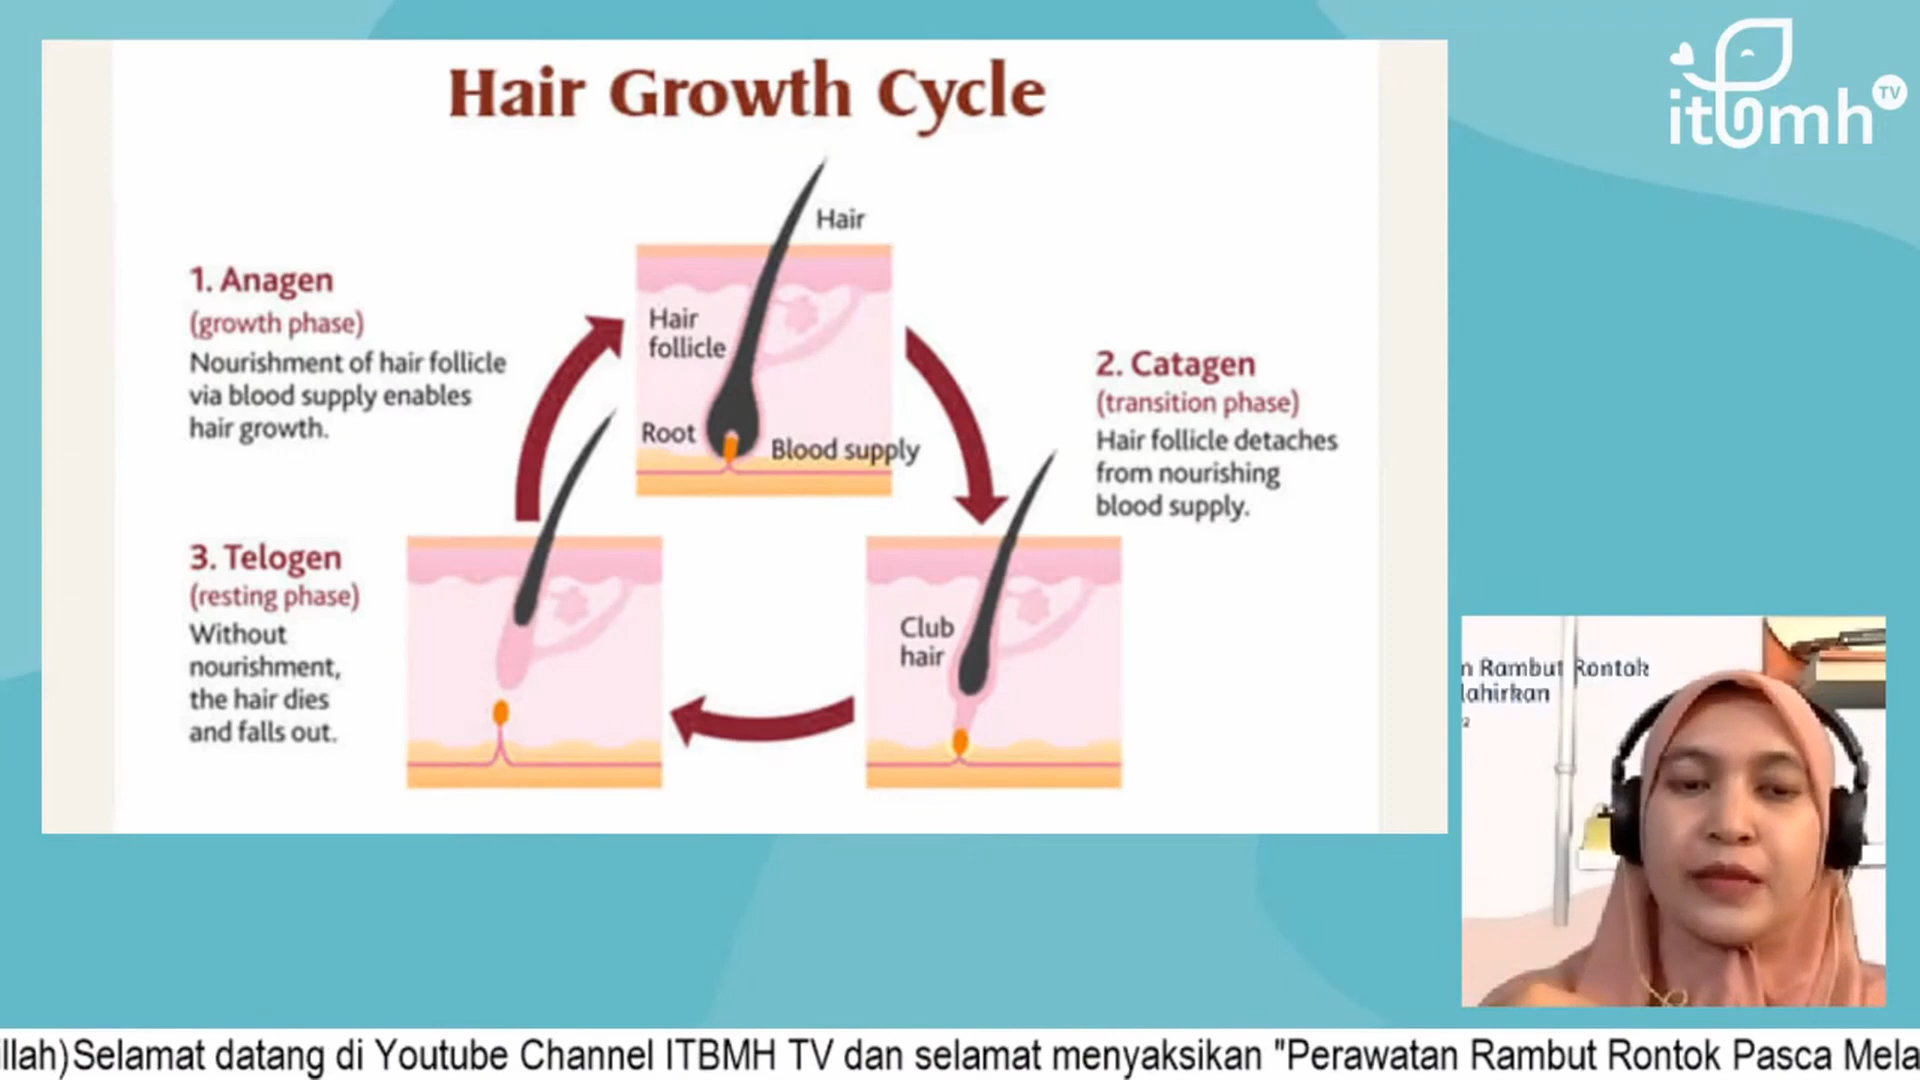 Hair Growth Cycle
itbmh TV
Hair
1. Anagen
(growth phase)
Nourishment of hair follicle
via blood supply enables
hair growth.
Hair
follicle
Root
Blood supply
2. Catagen
(transition phase)
Hair follicle detaches
from nourishing
blood supply.
3. Telogen
(resting phase)
Without
nourishment,
the hair dies
and falls out.
Club
hair
n Rambut Rontok
lahirkan
illah)Selamat datang di Youtube Channel ITBMH TV dan selamat menyaksikan "Perawatan Rambut Rontok Pasca Mela